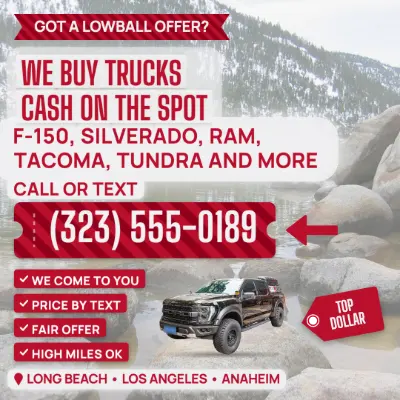 GOT A LOWBALL OFFER?
WE BUY TRUCKS
CASH ON THE SPOT
F-150, SILVERADO, RAM,
TACOMA, TUNDRA AND MORE
CALL OR TEXT
(323) 555-0189
WE COME TO YOU
PRICE BY TEXT
FAIR OFFER
HIGH MILES OK
TOP
DOLLAR
LONG BEACH • LOS ANGELES • ANAHEIM